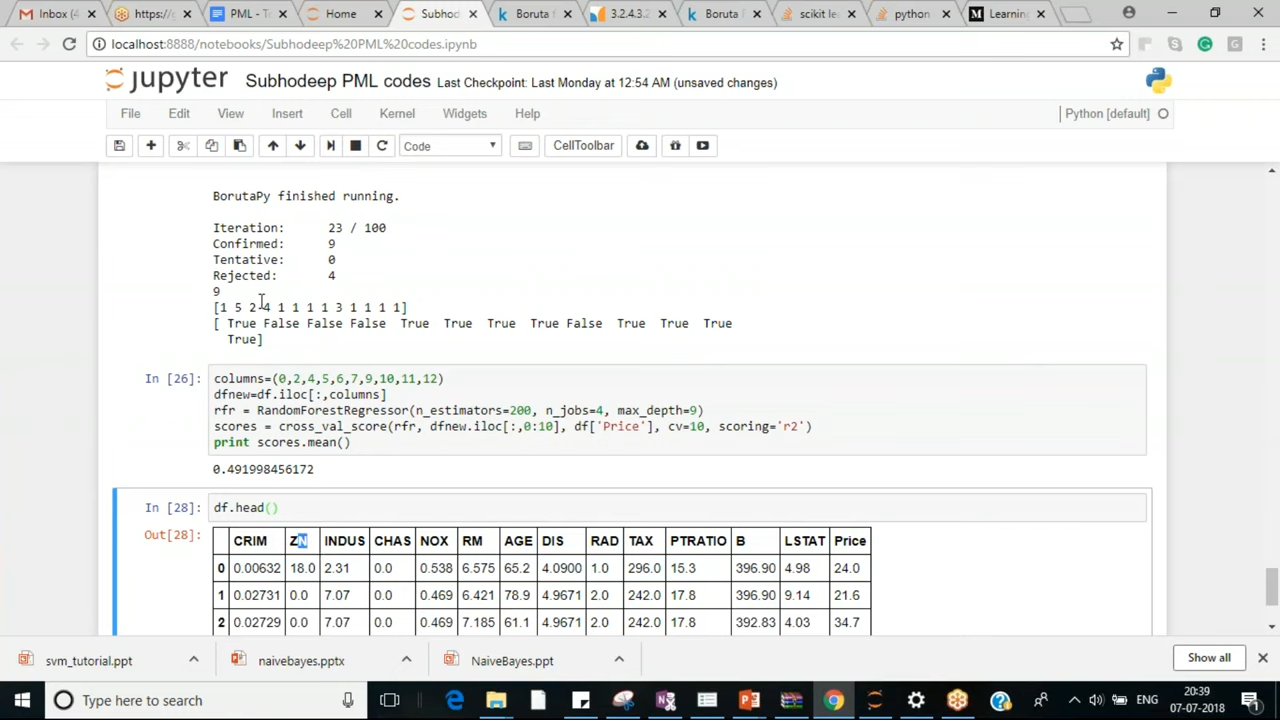 Inbox (4
https://g
PML - T
Home
Subhod
Boruta f
3.2.4.3.
Boruta F
scikit le
python
Learning
localhost:8888/notebooks/Subhodeep%20PML%20codes.ipynb
jupyter Subhodeep PML codes Last Checkpoint: Last Monday at 12:54 AM (unsaved changes)
File Edit View Insert Cell Kernel Widgets Help Python [default]
Code CellToolbar
BorutaPy finished running.
Iteration: 23 / 100
Confirmed: 9
Tentative: 0
Rejected: 4
9
[1 5 2 4 1 1 1 1 3 1 1 1 1]
[ True False False False True True True True False True True True
True]
In [26]: columns=(0,2,4,5,6,7,9,10,11,12)
dfnew=df.iloc[:,columns]
rfr = RandomForestRegressor(n_estimators=200, n_jobs=4, max_depth=9)
scores = cross_val_score(rfr, dfnew.iloc[:,0:10], df['Price'], cv=10, scoring='r2')
print scores.mean()
0.491998456172
In [28]: df.head()
Out[28]: CRIM ZN INDUS CHAS NOX RM AGE DIS RAD TAX PTRATIO B LSTAT Price
0 0.00632 18.0 2.31 0.0 0.538 6.575 65.2 4.0900 1.0 296.0 15.3 396.90 4.98 24.0
1 0.02731 0.0 7.07 0.0 0.469 6.421 78.9 4.9671 2.0 242.0 17.8 396.90 9.14 21.6
2 0.02729 0.0 7.07 0.0 0.469 7.185 61.1 4.9671 2.0 242.0 17.8 392.83 4.03 34.7
svm_tutorial.ppt naivebayes.pptx NaiveBayes.ppt Show all
Type here to search ENG 20:39
07-07-2018